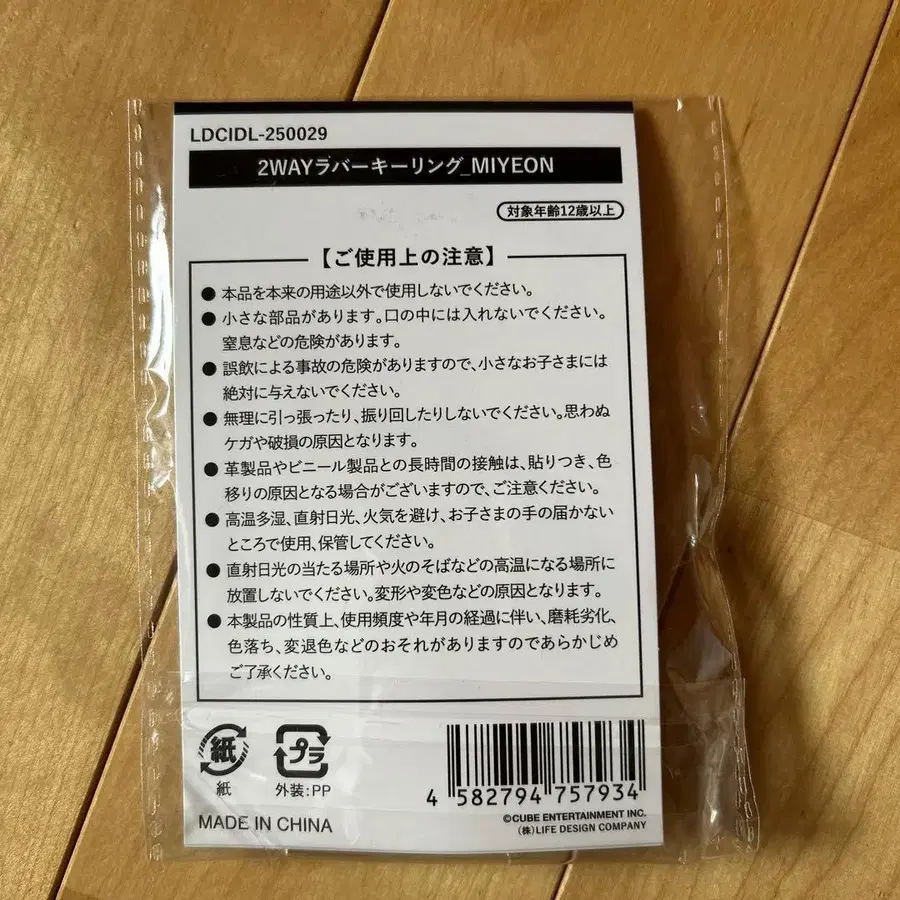 LDCIDL-250029
2WAYラバーキーリング_MIYEON
対象年齢12歳以上
【ご使用上の注意】
● 本品を本来の用途以外で使用しないでください。
● 小さな部品があります。口の中には入れないでください。
窒息などの危険があります。
● 誤飲による事故の危険がありますので、小さなお子さまには
絶対に与えないでください。
● 無理に引っ張ったり、振り回したりしないでください。思わぬ
ケガや破損の原因となります。
● 革製品やビニール製品との長時間の接触は、貼りつき、色
移りの原因となる場合がございますので、ご注意ください。
● 高温多湿、直射日光、火気を避け、お子さまの手の届かない
ところで使用、保管してください。
● 直射日光の当たる場所や火のそばなどの高温になる場所に
放置しないでください。変形や変色などの原因となります。
● 本製品の性質上、使用頻度や年月の経過に伴い、磨耗劣化、
色落ち、変退色などのおそれがありますのであらかじめ
ご了承ください。
紙
紙
プラ
外装:PP
4 582794 757934
MADE IN CHINA
©CUBE ENTERTAINMENT INC.
(株)LIFE DESIGN COMPANY